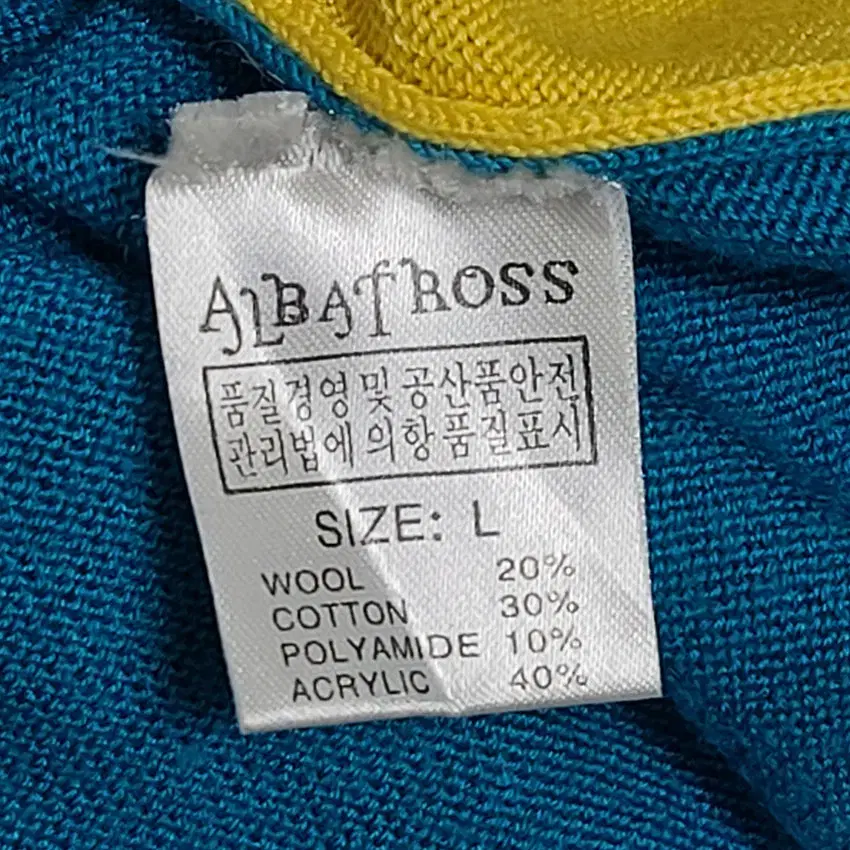 ALBATROSS
품질경영 및 공산품안전
관리법에 의항 품질표시
SIZE: L
WOOL 20%
COTTON 30%
POLYAMIDE 10%
ACRYLIC 40%